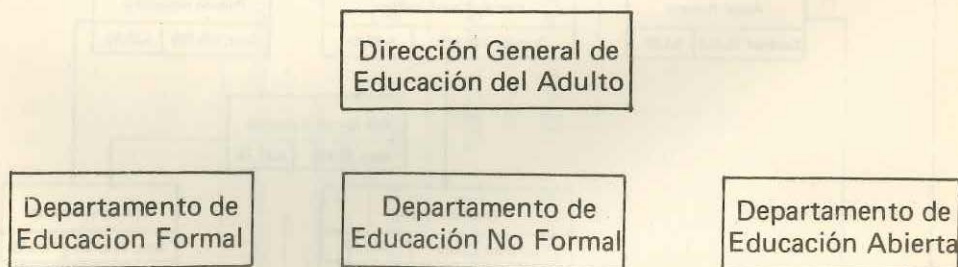 Dirección General de
Educación del Adulto
Departamento de
Educacion Formal
Departamento de
Educación No Formal
Departamento de
Educación Abierta